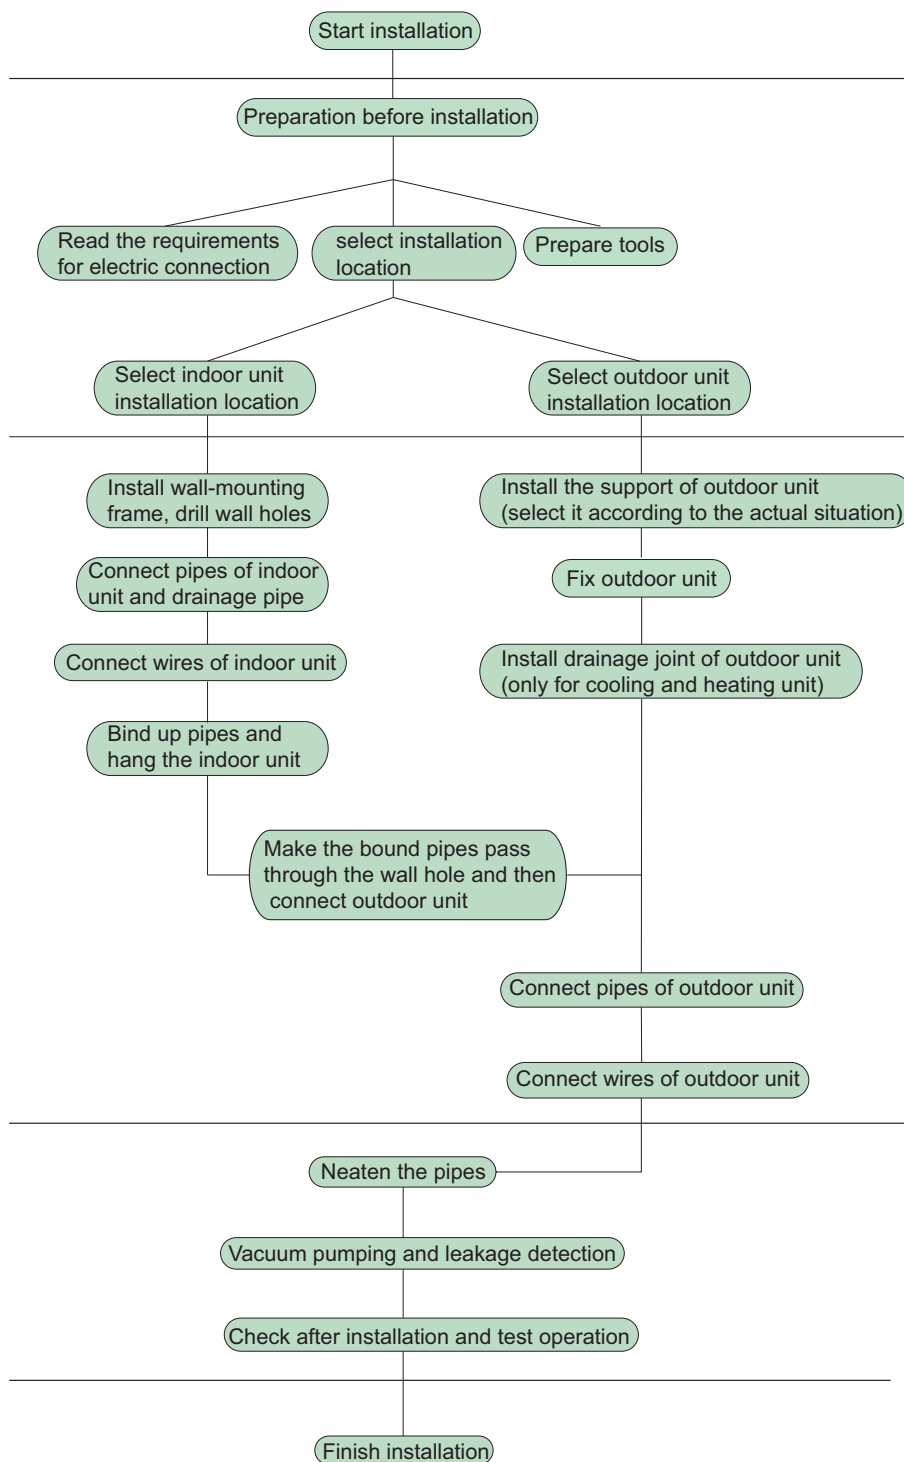 Start installation
Preparation before installation
Read the requirements
for electric connection
select installation
location
Prepare tools
Select indoor unit
installation location
Select outdoor unit
installation location
Install wall-mounting
frame, drill wall holes
Connect pipes of indoor
unit and drainage pipe
Connect wires of indoor unit
Bind up pipes and
hang the indoor unit
Install the support of outdoor unit
(select it according to the actual situation)
Fix outdoor unit
Install drainage joint of outdoor unit
(only for cooling and heating unit)
Make the bound pipes pass
through the wall hole and then
connect outdoor unit
Connect pipes of outdoor unit
Connect wires of outdoor unit
Neaten the pipes
Vacuum pumping and leakage detection
Check after installation and test operation
Finish installation